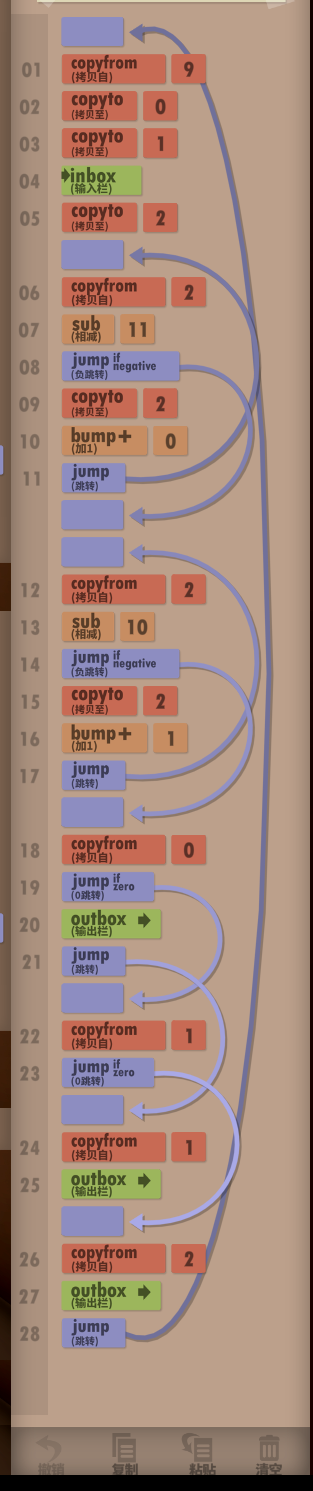 01 copyfrom 9
(拷贝自)
02 copyto 0
(拷贝至)
03 copyto 1
(拷贝至)
04 inbox
(输入栏)
05 copyto 2
(拷贝至)
06 copyfrom 2
(拷贝自)
07 sub 11
(相减)
08 jump if negative
(负跳转)
09 copyto 2
(拷贝至)
10 bump+ 0
(加1)
11 jump
(跳转)
12 copyfrom 2
(拷贝自)
13 sub 10
(相减)
14 jump if negative
(负跳转)
15 copyto 2
(拷贝至)
16 bump+ 1
(加1)
17 jump
(跳转)
18 copyfrom 0
(拷贝自)
19 jump if zero
(0跳转)
20 outbox
(输出栏)
21 jump
(跳转)
22 copyfrom 1
(拷贝自)
23 jump if zero
(0跳转)
24 copyfrom 1
(拷贝自)
25 outbox
(输出栏)
26 copyfrom 2
(拷贝自)
27 outbox
(输出栏)
28 jump
(跳转)
撤销 复制 粘贴 清空